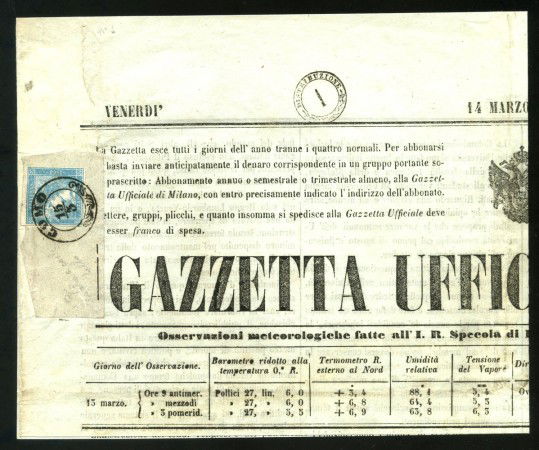 DISTRIBUZIONE
1
VENERDI' 14 MARZO
La Gazzetta esce tutti i giorni dell' anno tranne i quattro normali. Per abbonarsi
basta inviare anticipatamente il denaro corrispondente in un gruppo portante so-
prascritto: Abbonamento annuo o semestrale o trimestrale almeno, alla Gazzet-
ta Ufficiale di Milano, con entro precisamente indicato l' indirizzo dell'abbonato.
ettere, gruppi, plicchi, e quanto insomma si spedisce alla Gazzetta Ufficiale deve
esser franco di spesa.
COMO
GAZZETTA UFFIC
Osservazioni meteorologiche fatte all' I. R. Specola di
Giorno dell' Osservazione. Barometro ridotto alla temperatura 0.° R. Termometro R. esterno al Nord Umidità relativa Tensione del Vapore Dir
13 marzo. Ore 9 antimer. Pollici 27, lin. 6, 0 + 3, 4 88, 4 5, 4
» mezzodì » 27, » 6, 0 + 6, 8 64, 4 5, 3
» 3 pomerid. » 27, » 5, 5 + 6, 9 63, 8 6, 3